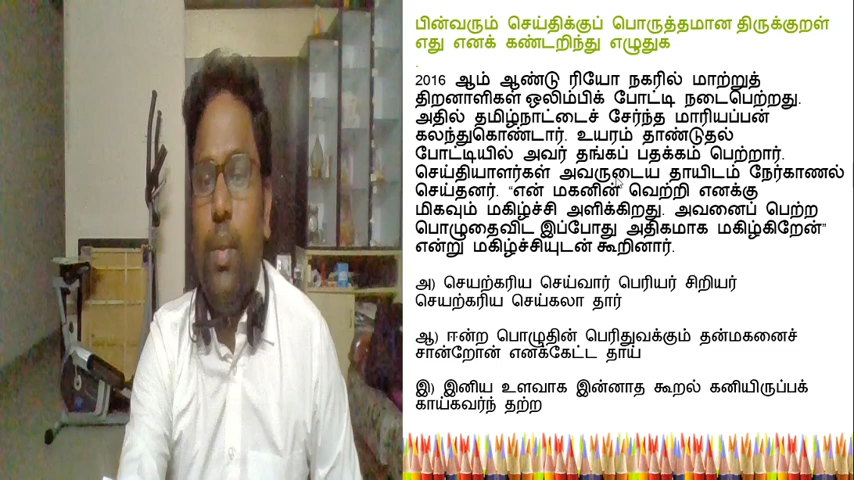 பின்வரும் செய்திக்குப் பொருத்தமான திருக்குறள்
எது எனக் கண்டறிந்து எழுதுக
.
2016 ஆம் ஆண்டு ரியோ நகரில் மாற்றுத்
திறனாளிகள் ஒலிம்பிக் போட்டி நடைபெற்றது.
அதில் தமிழ்நாட்டைச் சேர்ந்த மாரியப்பன்
கலந்துகொண்டார். உயரம் தாண்டுதல்
போட்டியில் அவர் தங்கப் பதக்கம் பெற்றார்.
செய்தியாளர்கள் அவருடைய தாயிடம் நேர்காணல்
செய்தனர். “என் மகனின் வெற்றி எனக்கு
மிகவும் மகிழ்ச்சி அளிக்கிறது. அவனைப் பெற்ற
பொழுதைவிட இப்போது அதிகமாக மகிழ்கிறேன்”
என்று மகிழ்ச்சியுடன் கூறினார்.
அ) செயற்கரிய செய்வார் பெரியர் சிறியர்
செயற்கரிய செய்கலா தார்
ஆ) ஈன்ற பொழுதின் பெரிதுவக்கும் தன்மகனைச்
சான்றோன் எனக்கேட்ட தாய்
இ) இனிய உளவாக இன்னாத கூறல் கனியிருப்பக்
காய்கவர்ந் தற்ற